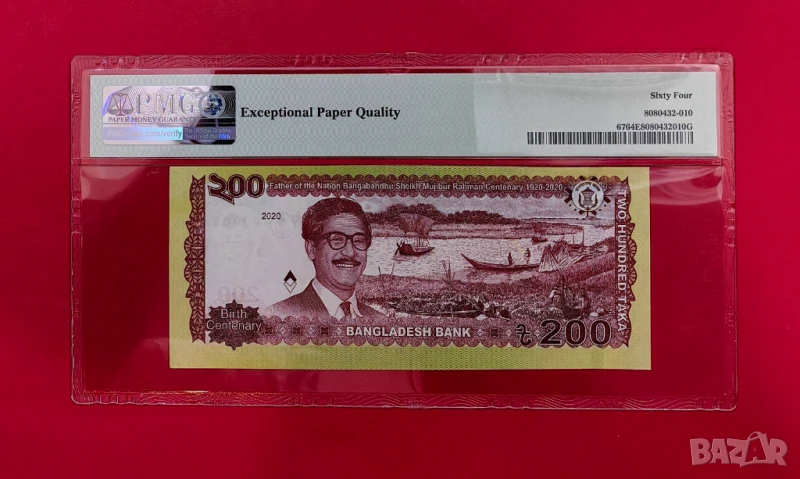 PMG
PAPER MONEY GUARANTY
Exceptional Paper Quality
Sixty Four
8080432-010
6764E8080432010G
২00
Father of the Nation Bangabandhu Sheikh Mujibur Rahman Centenary 1920-2020
2020
Birth
Centenary
BANGLADESH BANK
200
TWO HUNDRED TAKA
BAZAR